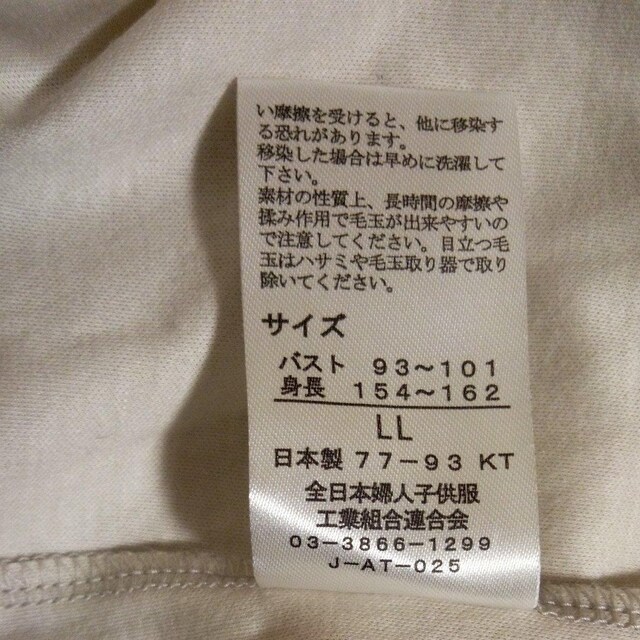 い摩擦を受けると、他に移染す
る恐れがあります。
移染した場合は早めに洗濯して
下さい。
素材の性質上、長時間の摩擦や
揉み作用で毛玉が出来やすいの
で注意してください。目立つ毛
玉はハサミや毛玉取り器で取り
除いてください。
サイズ
バスト 93～101
身長 154～162
LL
日本製 77-93 KT
全日本婦人子供服
工業組合連合会
03-3866-1299
J-AT-025